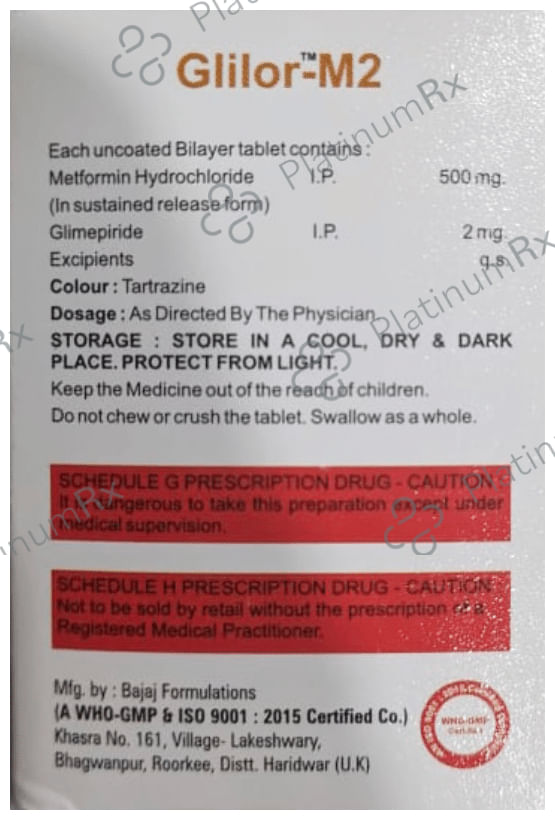 Glilor™-M2
Each uncoated Bilayer tablet contains :
Metformin Hydrochloride I.P. 500 mg.
(In sustained release form)
Glimepiride I.P. 2 mg.
Excipients q.s.
Colour : Tartrazine
Dosage : As Directed By The Physician.
STORAGE : STORE IN A COOL, DRY & DARK
PLACE. PROTECT FROM LIGHT.
Keep the Medicine out of the reach of children.
Do not chew or crush the tablet. Swallow as a whole.
SCHEDULE G PRESCRIPTION DRUG - CAUTION :
It is dangerous to take this preparation except under
medical supervision.
SCHEDULE H PRESCRIPTION DRUG - CAUTION
Not to be sold by retail without the prescription of a
Registered Medical Practitioner.
Mfg. by : Bajaj Formulations
(A WHO-GMP & ISO 9001 : 2015 Certified Co.)
Khasra No. 161, Village- Lakeshwary,
Bhagwanpur, Roorkee, Distt. Haridwar (U.K)
WHO-GMP
PlatinumRx
PlatinumRx